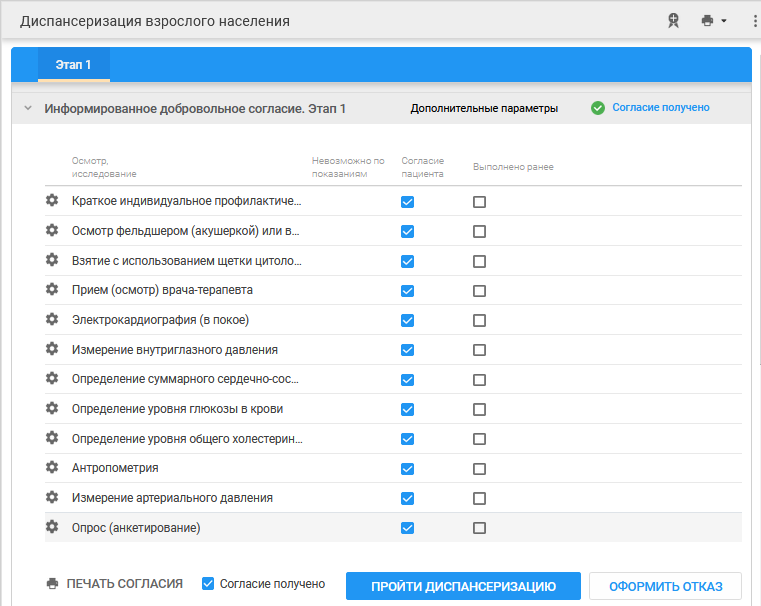 Диспансеризация взрослого населения
Этап 1
Информированное добровольное согласие. Этап 1 Дополнительные параметры Согласие получено
Осмотр, исследование Невозможно по показаниям Согласие пациента Выполнено ранее
Краткое индивидуальное профилактиче...
Осмотр фельдшером (акушеркой) или в...
Взятие с использованием щетки цитоло...
Прием (осмотр) врача-терапевта
Электрокардиография (в покое)
Измерение внутриглазного давления
Определение суммарного сердечно-сос...
Определение уровня глюкозы в крови
Определение уровня общего холестерин...
Антропометрия
Измерение артериального давления
Опрос (анкетирование)
ПЕЧАТЬ СОГЛАСИЯ Согласие получено ПРОЙТИ ДИСПАНСЕРИЗАЦИЮ ОФОРМИТЬ ОТКАЗ